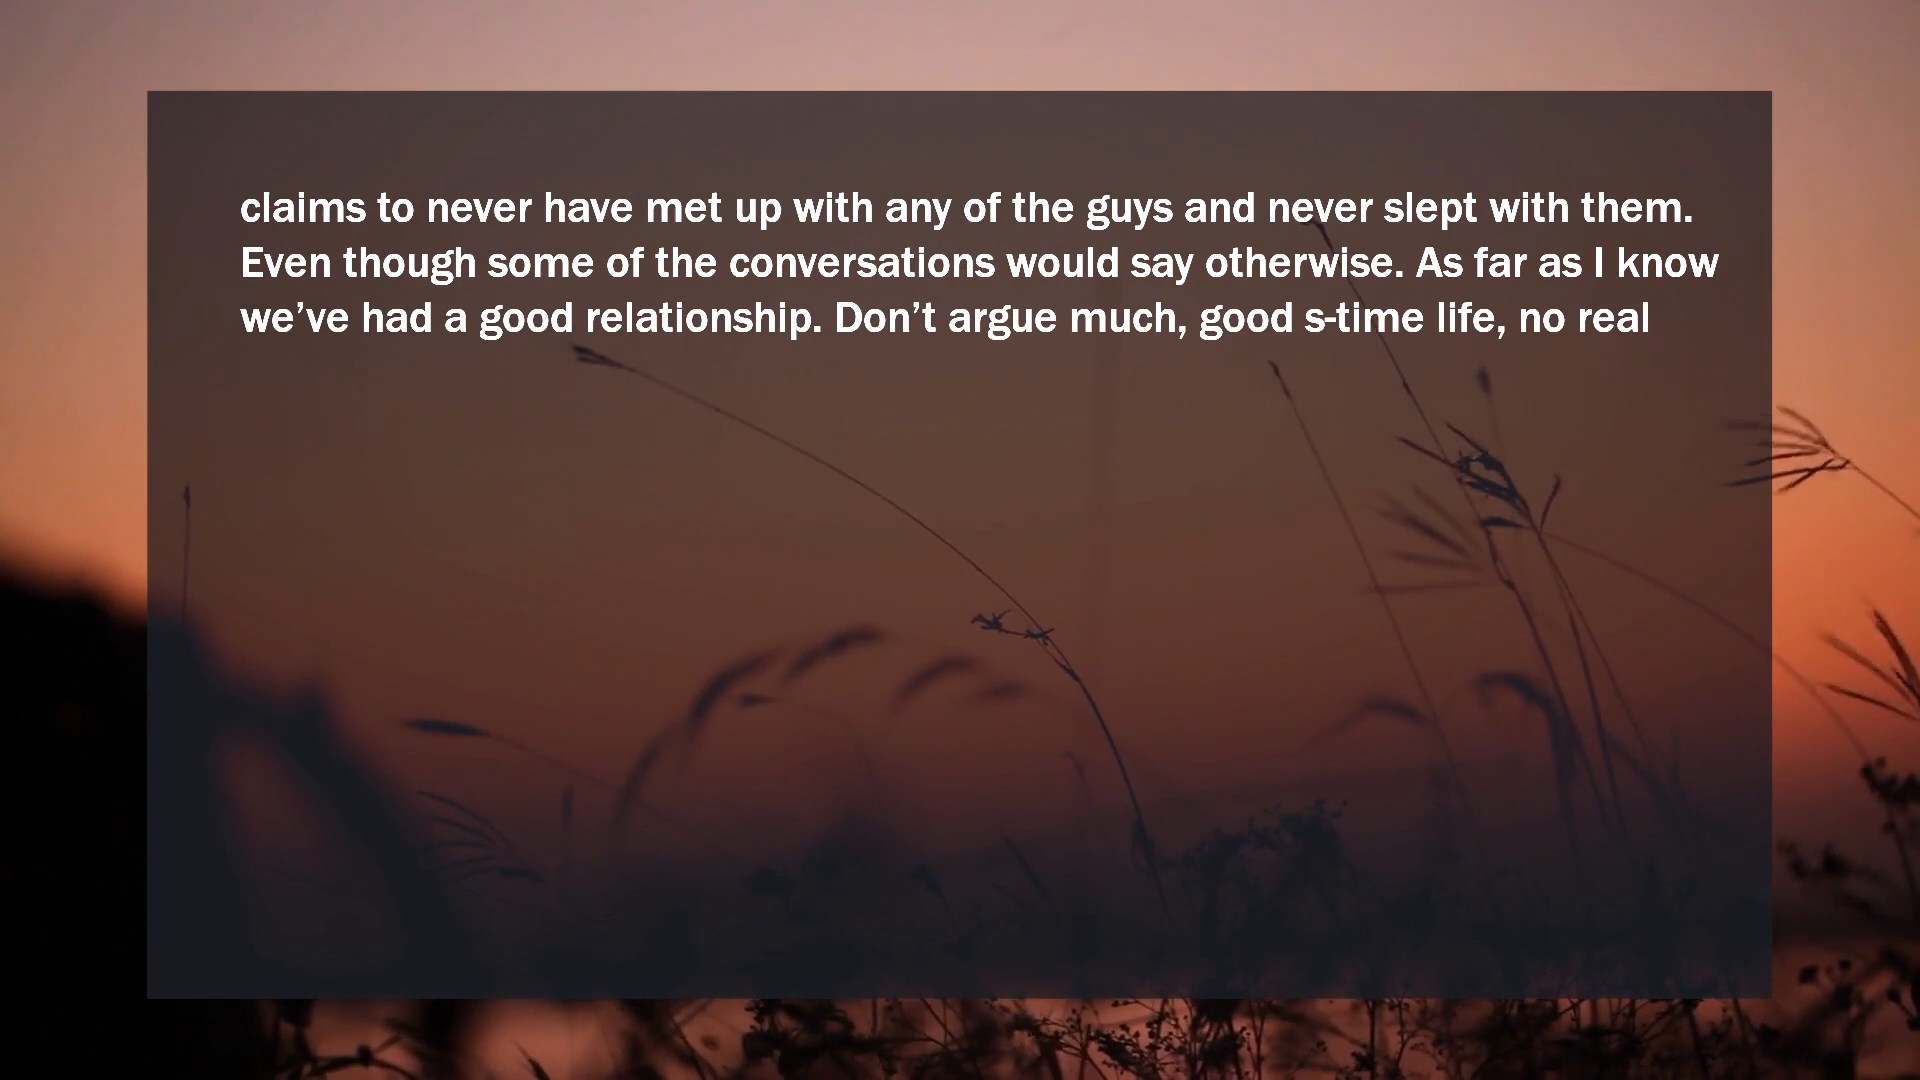 claims to never have met up with any of the guys and never slept with them.
Even though some of the conversations would say otherwise. As far as I know
we’ve had a good relationship. Don’t argue much, good s-time life, no real